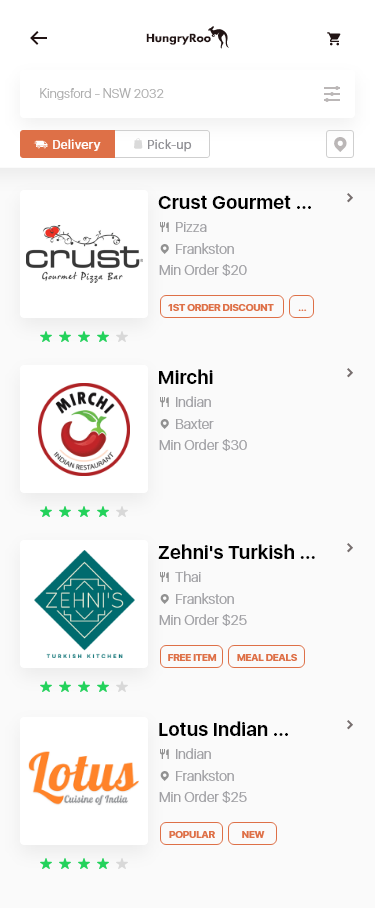 HungryRoo
Kingsford - NSW 2032
Delivery
Pick-up
crust
Gourmet Pizza Bar
Crust Gourmet ...
Pizza
Frankston
Min Order $20
1ST ORDER DISCOUNT
...
MIRCHI
INDIAN RESTAURANT
Mirchi
Indian
Baxter
Min Order $30
ZEHNI'S
TURKISH KITCHEN
Zehni's Turkish ...
Thai
Frankston
Min Order $25
FREE ITEM
MEAL DEALS
Lotus
Cuisine of India
Lotus Indian ...
Indian
Frankston
Min Order $25
POPULAR
NEW